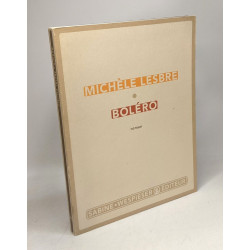 MICHÈLE LESBRE
BOLÉRO
SABINE WESPIESER ÉDITEUR